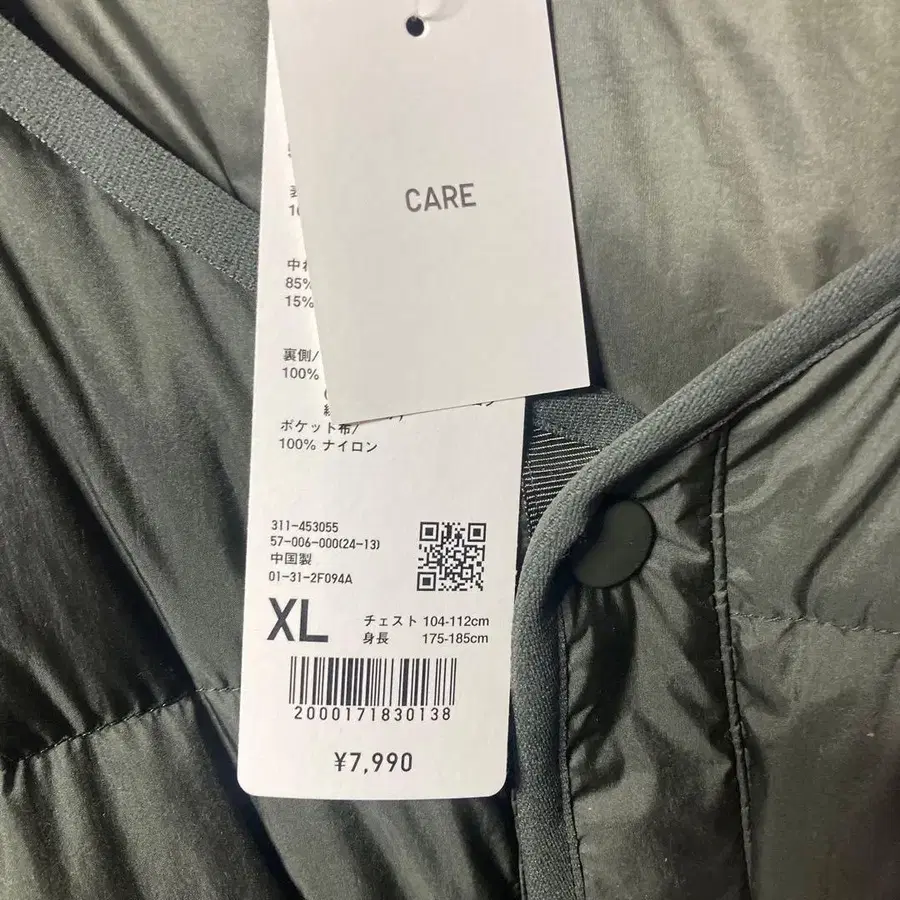 CARE
85%
15%
裏側/
100%
ポケット布/
100% ナイロン
311-453055
57-006-000(24-13)
中国製
01-31-2F094A
XL
チェスト 104-112cm
身長 175-185cm
2000171830138
¥7,990